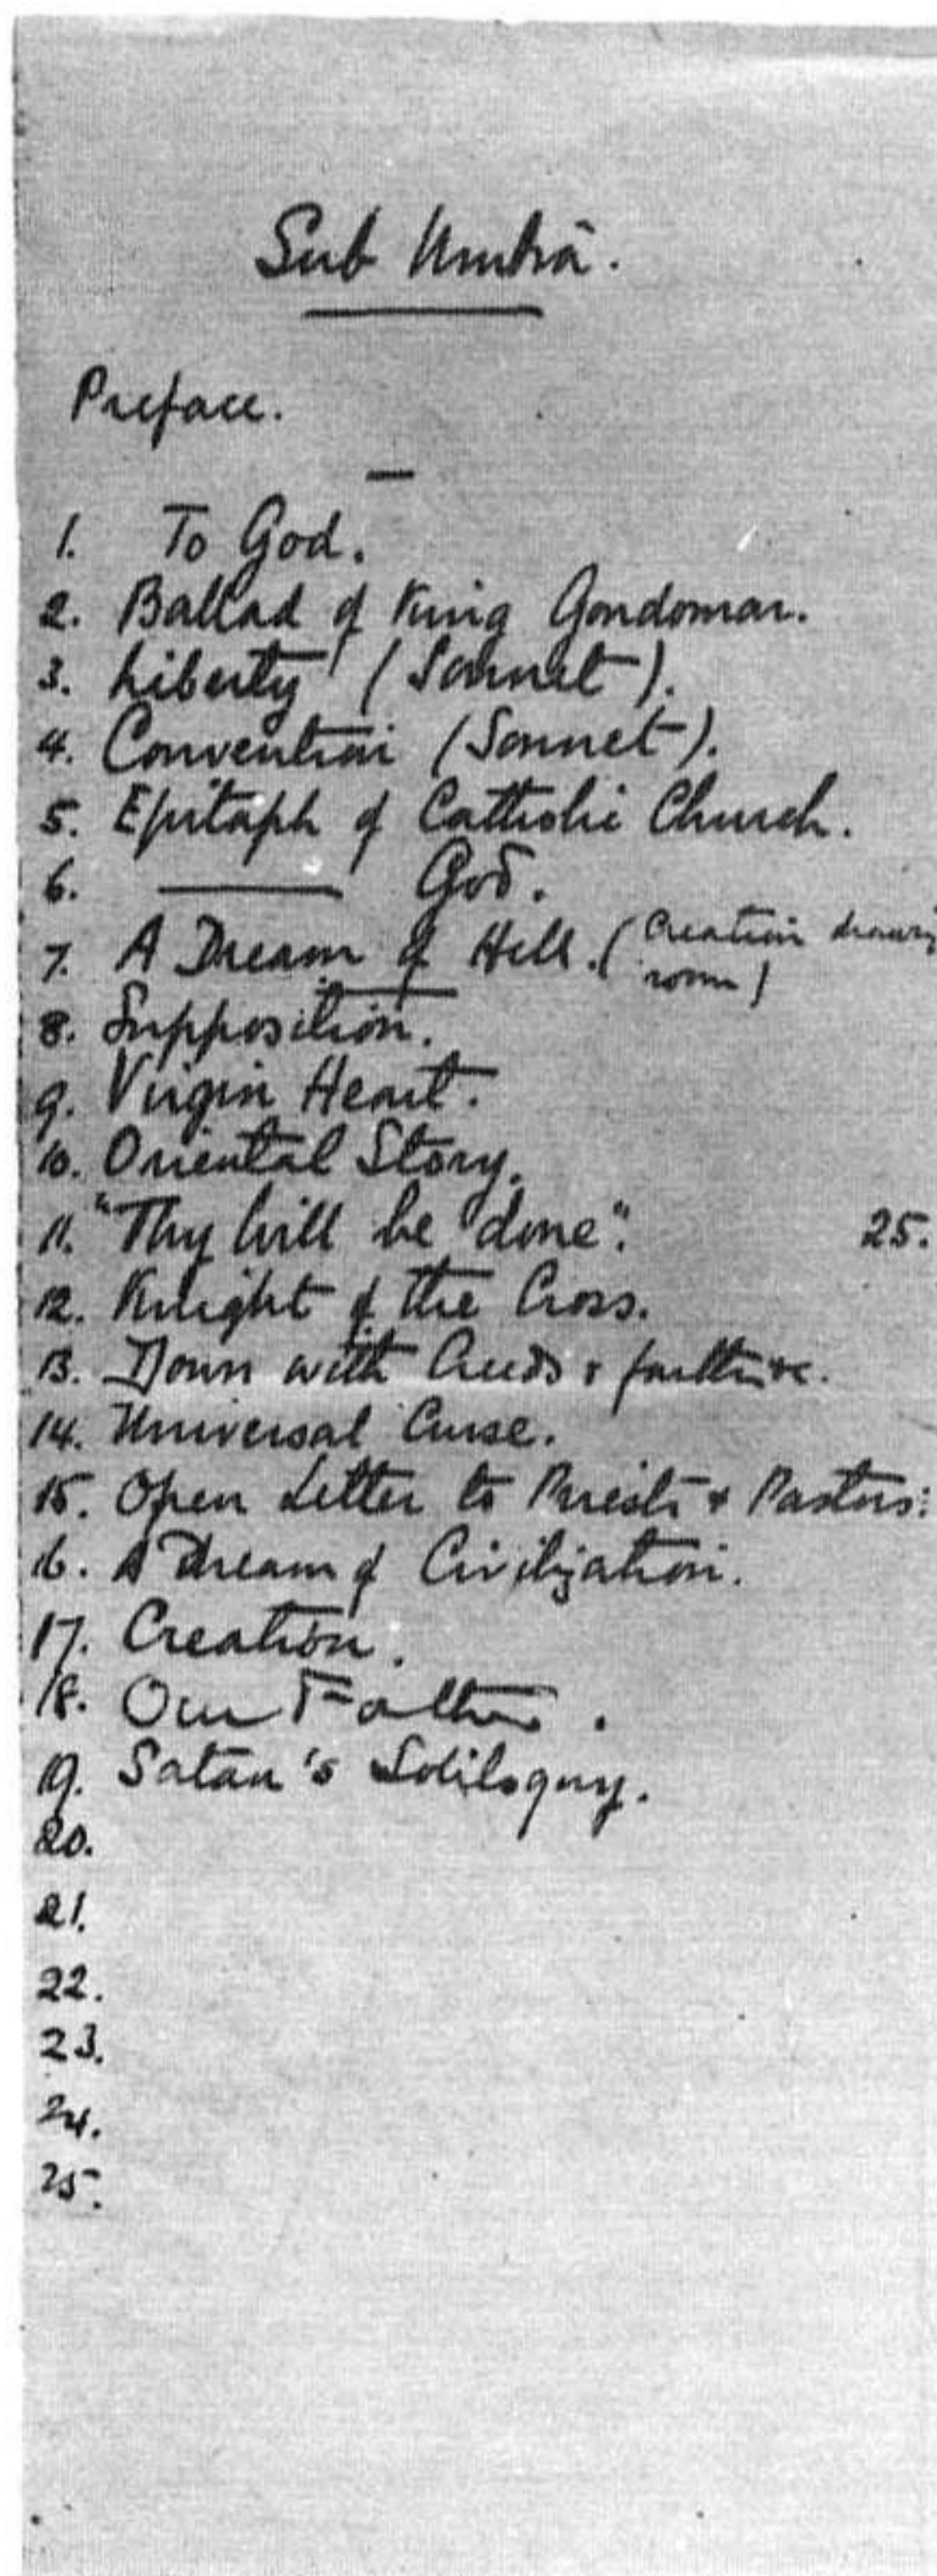 Sub Umbrâ.
Preface.
—
1. To God.
2. Ballad of King Gondomar.
3. Liberty (Sonnet).
4. Convention (Sonnet).
5. Epitaph of Catholic Church.
6. ——— God.
7. A Dream of Hell. (Creation drawing
room)
8. Supposition.
9. Virgin Heart.
10. Oriental Story.
11. "Thy will be done". 25.
12. Knight of the Cross.
13. Down with Creeds & faiths &c.
14. Universal Curse.
15. Open Letter to Priests & Pastors:
16. A Dream of Civilization.
17. Creation.
18. Our Father.
19. Satan's Soliloquy.
20.
21.
22.
23.
24.
25.